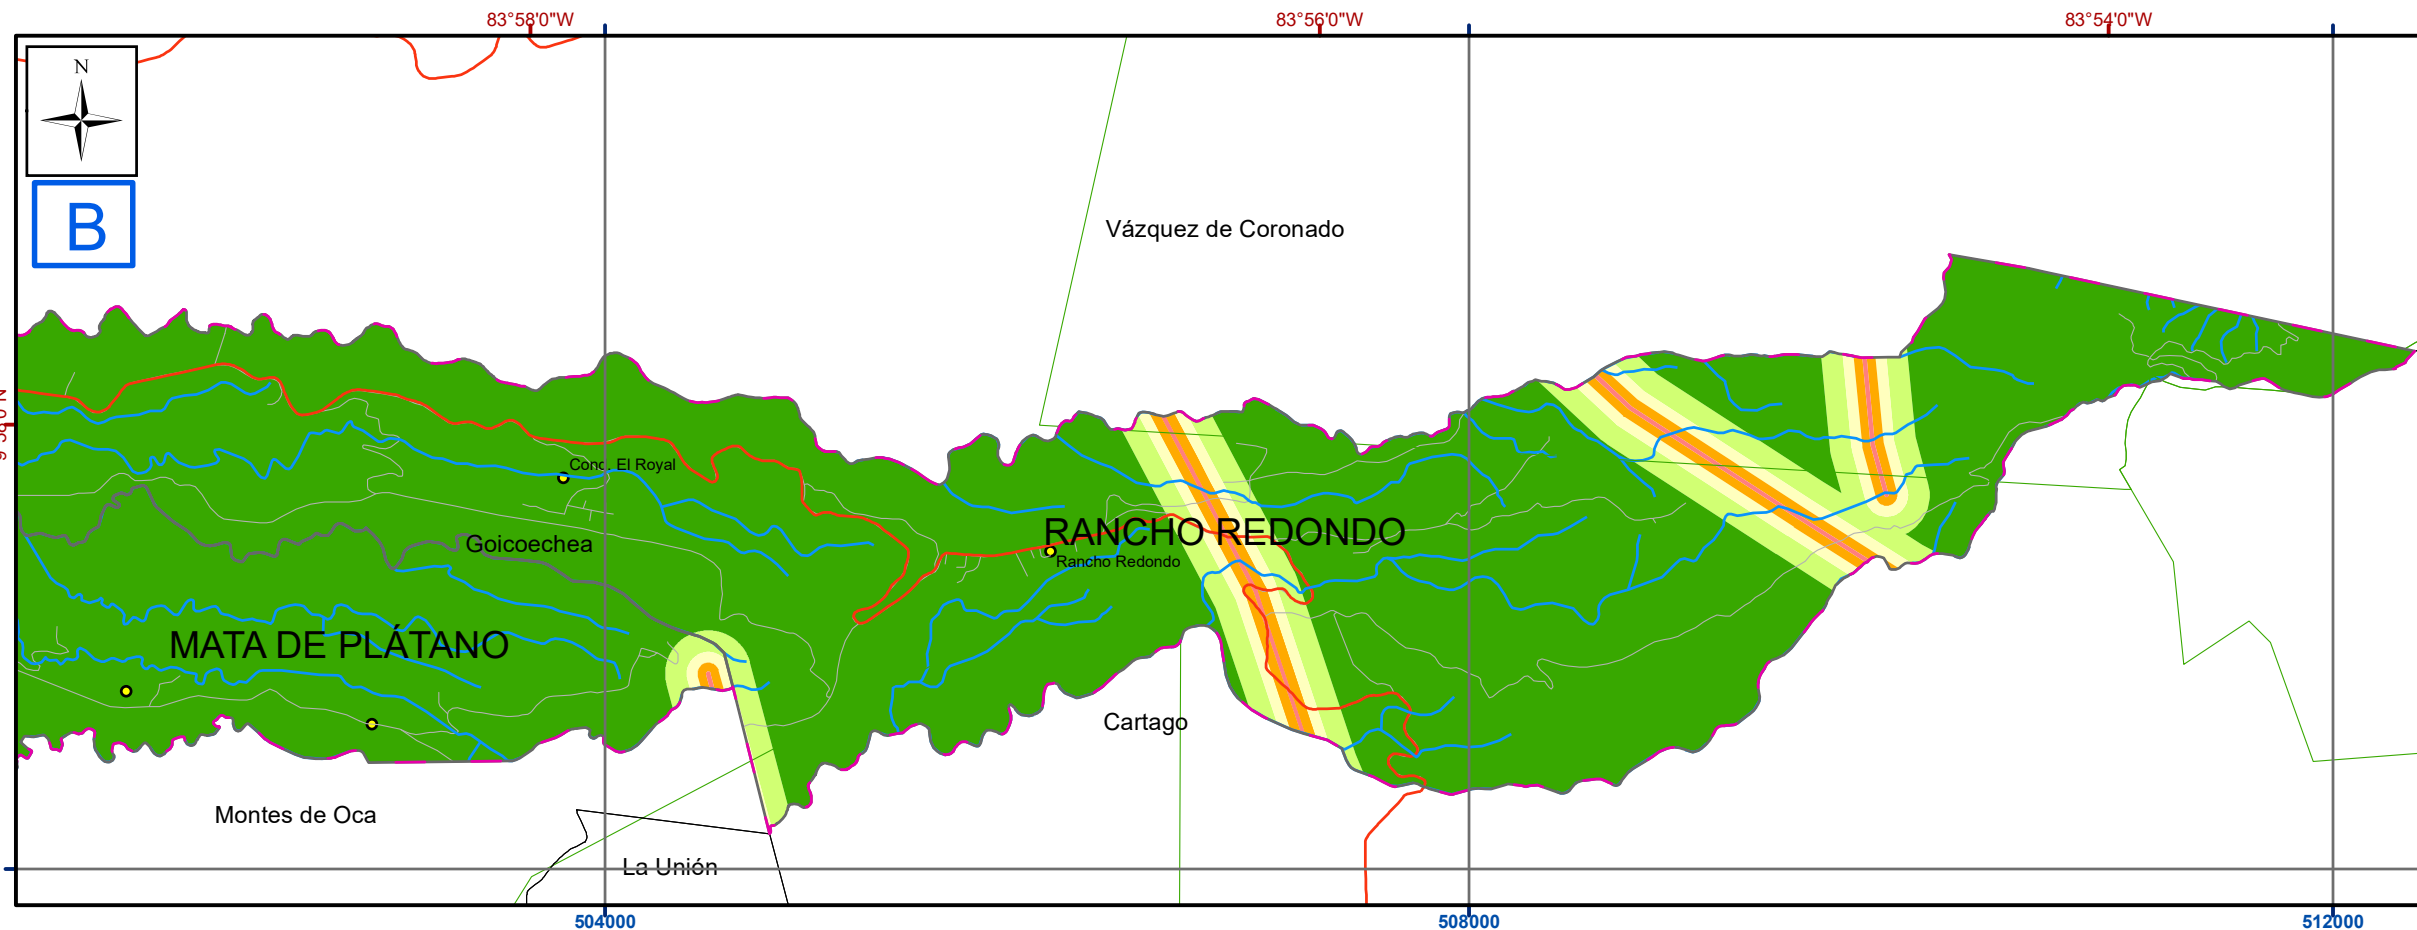 83°58'0"W
83°56'0"W
83°54'0"W
N
B
Vázquez de Coronado
Cond. El Royal
RANCHO REDONDO
Goicoechea
Rancho Redondo
MATA DE PLÁTANO
Cartago
Montes de Oca
La Unión
504000
508000
512000